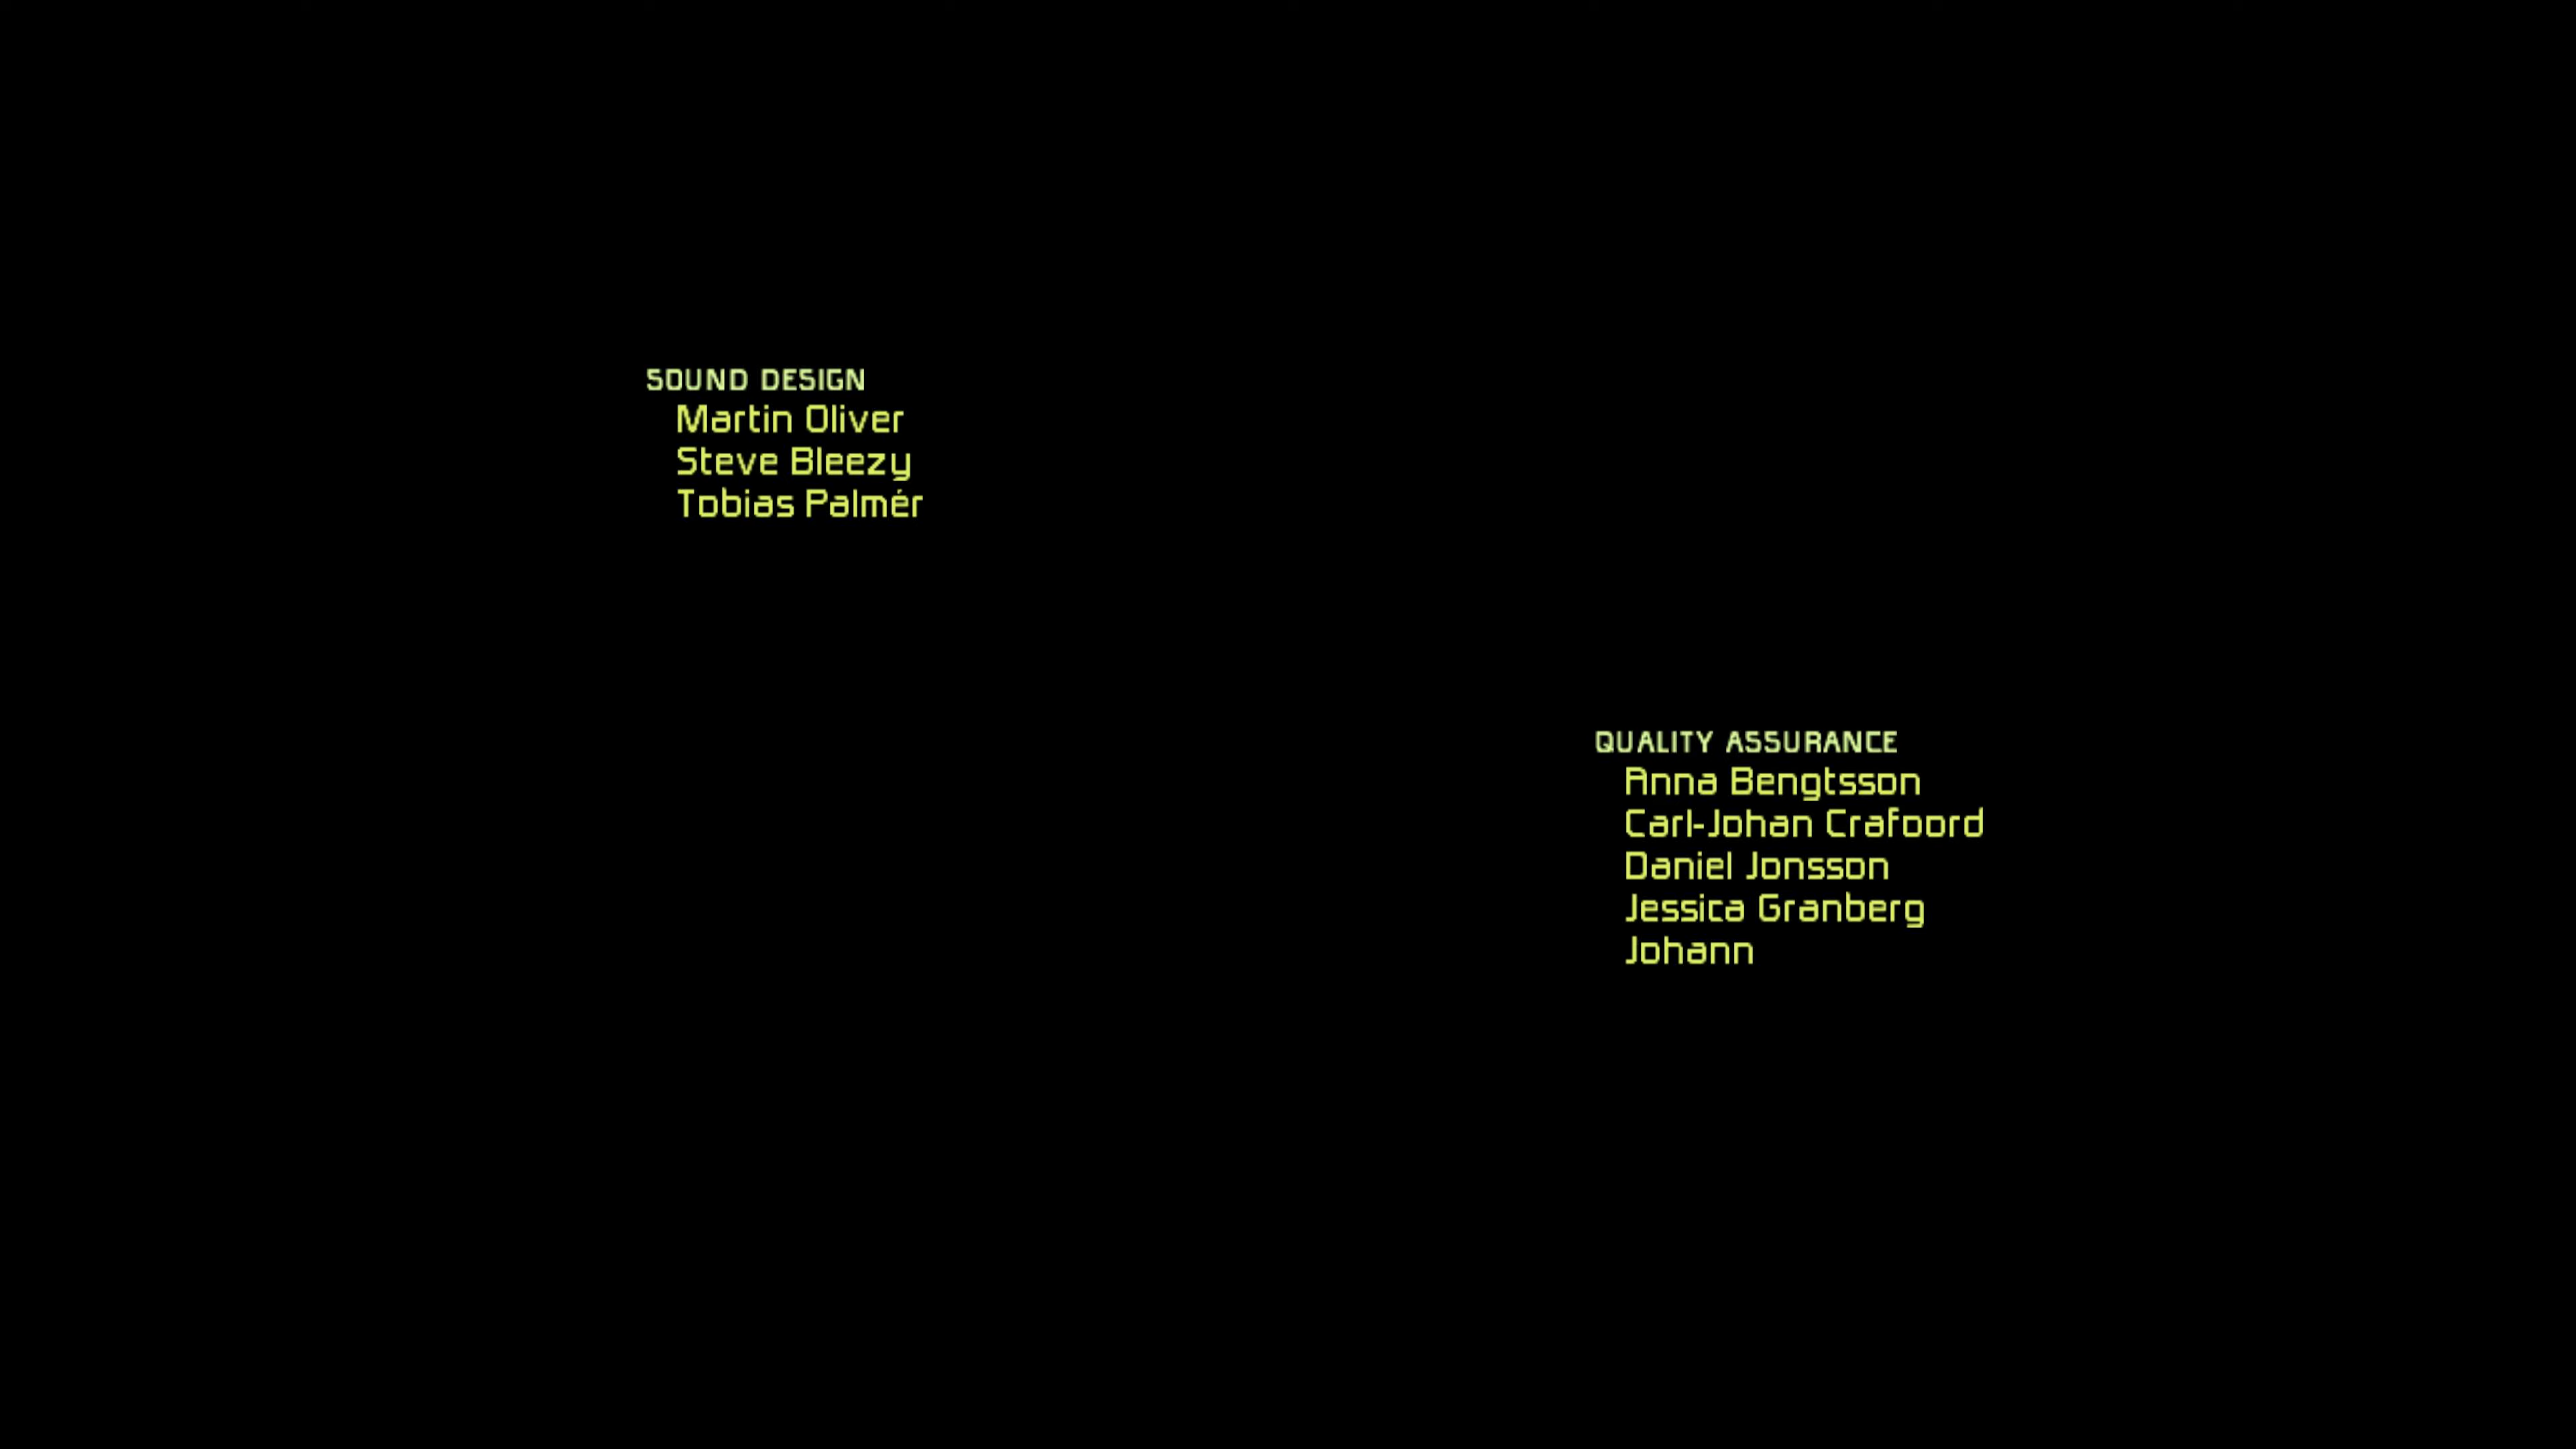 SOUND DESIGN
Martin Oliver
Steve Bleezy
Tobias Palmér
QUALITY ASSURANCE
Anna Bengtsson
Carl-Johan Crafoord
Daniel Jonsson
Jessica Granberg
Johann